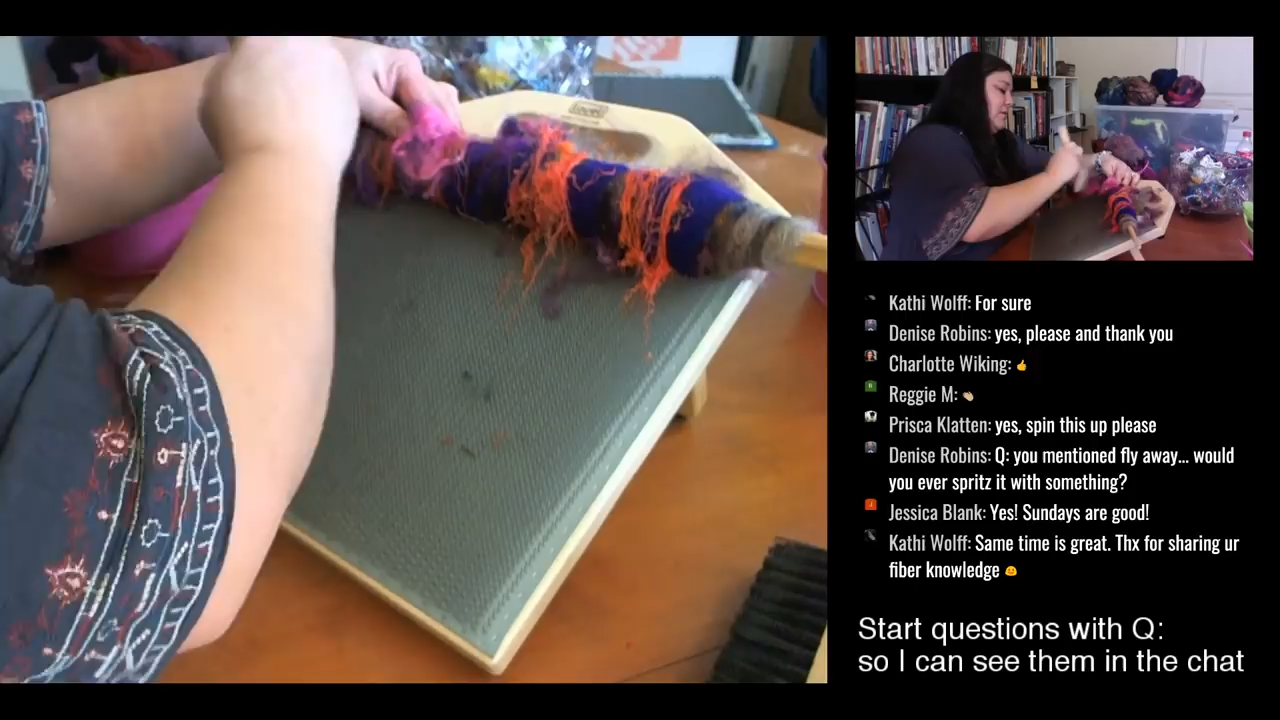 Kathi Wolff: For sure
Denise Robins: yes, please and thank you
Charlotte Wiking: 👍
Reggie M: 👏🏻
Prisca Klatten: yes, spin this up please
Denise Robins: Q: you mentioned fly away... would
you ever spritz it with something?
Jessica Blank: Yes! Sundays are good!
Kathi Wolff: Same time is great. Thx for sharing ur
fiber knowledge 🤗
Start questions with Q:
so I can see them in the chat